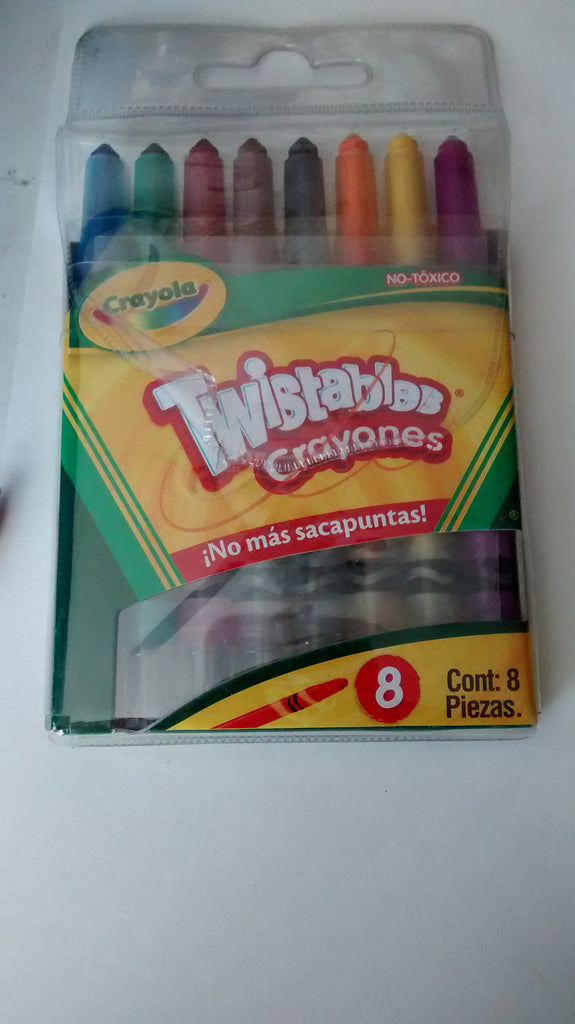 Crayola
NO-TÓXICO
Twistables®
Crayones
¡No más sacapuntas!
®
8
Cont: 8
Piezas.